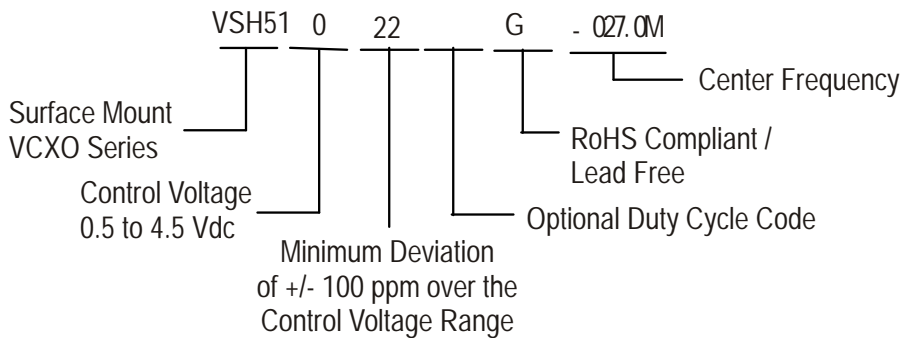 VSH51 0 22 G - 027.0M
Center Frequency
Surface Mount
VCXO Series
RoHS Compliant /
Lead Free
Control Voltage
0.5 to 4.5 Vdc
Optional Duty Cycle Code
Minimum Deviation
of +/- 100 ppm over the
Control Voltage Range